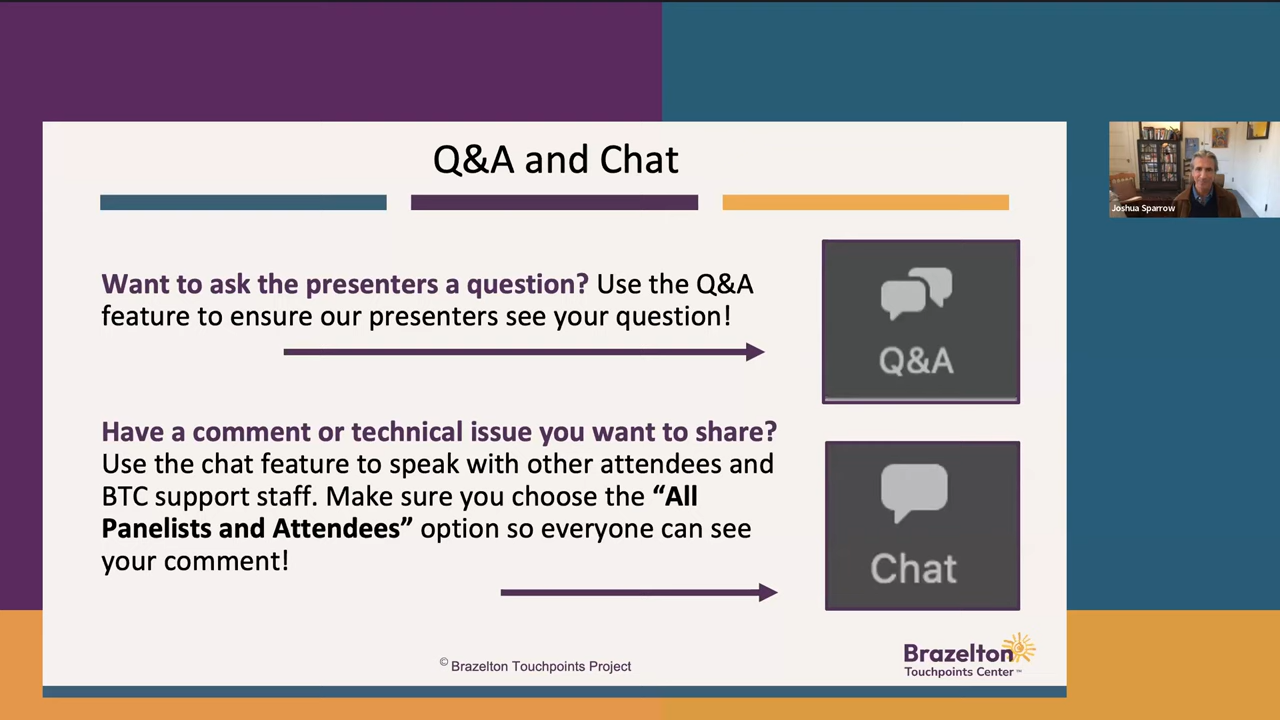 Q&A and Chat
Want to ask the presenters a question? Use the Q&A
feature to ensure our presenters see your question!
Q&A
Have a comment or technical issue you want to share?
Use the chat feature to speak with other attendees and
BTC support staff. Make sure you choose the “All
Panelists and Attendees” option so everyone can see
your comment!
Chat
© Brazelton Touchpoints Project
Brazelton
Touchpoints Center™
Joshua Sparrow